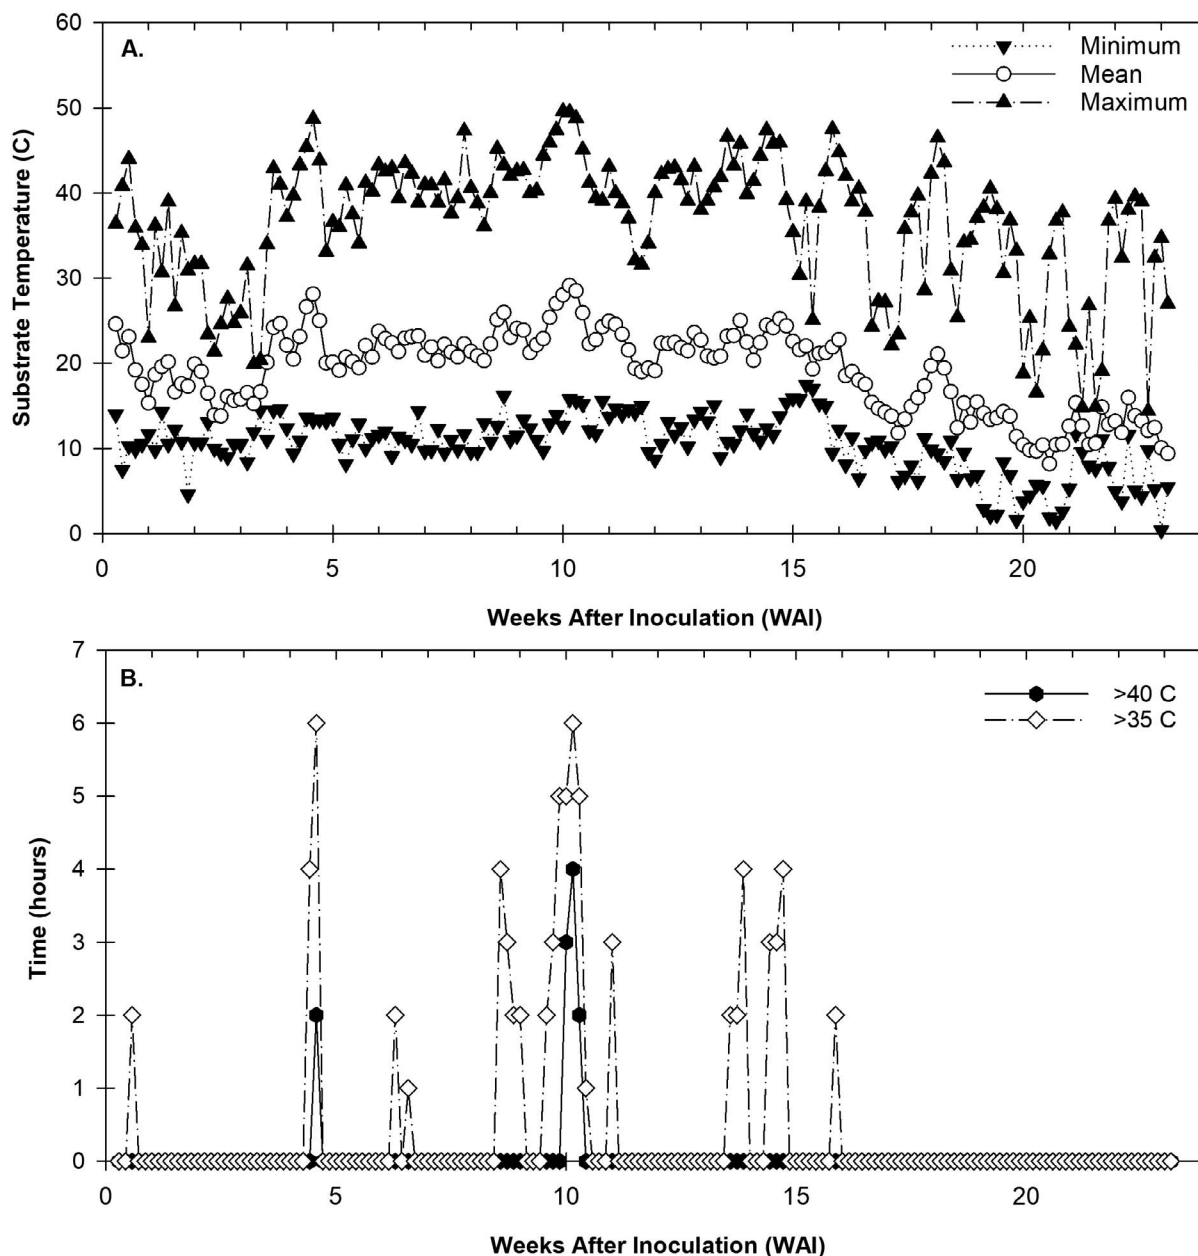 A.
Minimum
Mean
Maximum
Substrate Temperature (C)
60
50
40
30
20
10
0
0 5 10 15 20
Weeks After Inoculation (WAI)
B.
>40 C
>35 C
Time (hours)
7
6
5
4
3
2
1
0
0 5 10 15 20
Weeks After Inoculation (WAI)